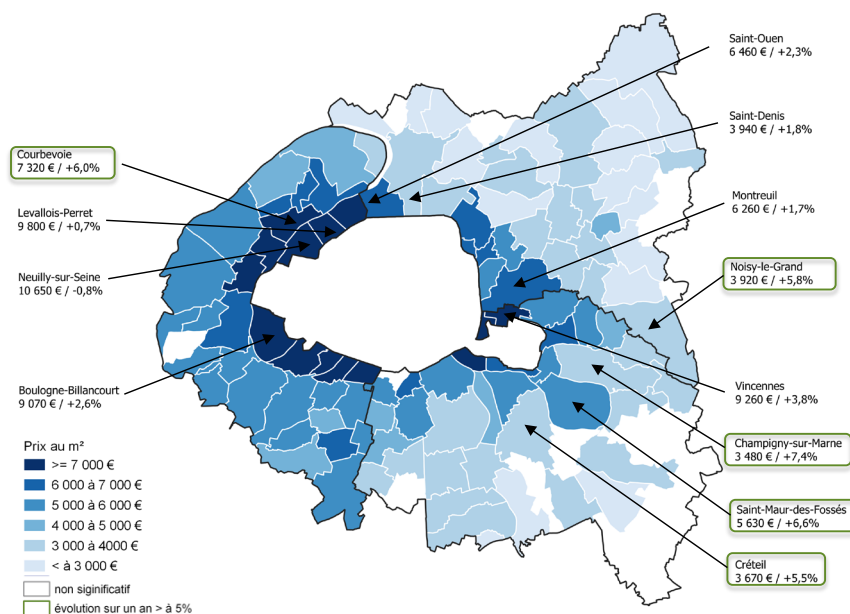 Saint-Ouen
6 460 € / +2,3%
Saint-Denis
3 940 € / +1,8%
Courbevoie
7 320 € / +6,0%
Levallois-Perret
9 800 € / +0,7%
Montreuil
6 260 € / +1,7%
Neuilly-sur-Seine
10 650 € / -0,8%
Noisy-le-Grand
3 920 € / +5,8%
Boulogne-Billancourt
9 070 € / +2,6%
Vincennes
9 260 € / +3,8%
Champigny-sur-Marne
3 480 € / +7,4%
Saint-Maur-des-Fossés
5 630 € / +6,6%
Créteil
3 670 € / +5,5%
Prix au m²
>= 7 000 €
6 000 à 7 000 €
5 000 à 6 000 €
4 000 à 5 000 €
3 000 à 4000 €
< à 3 000 €
non siginificatif
évolution sur un an > à 5%